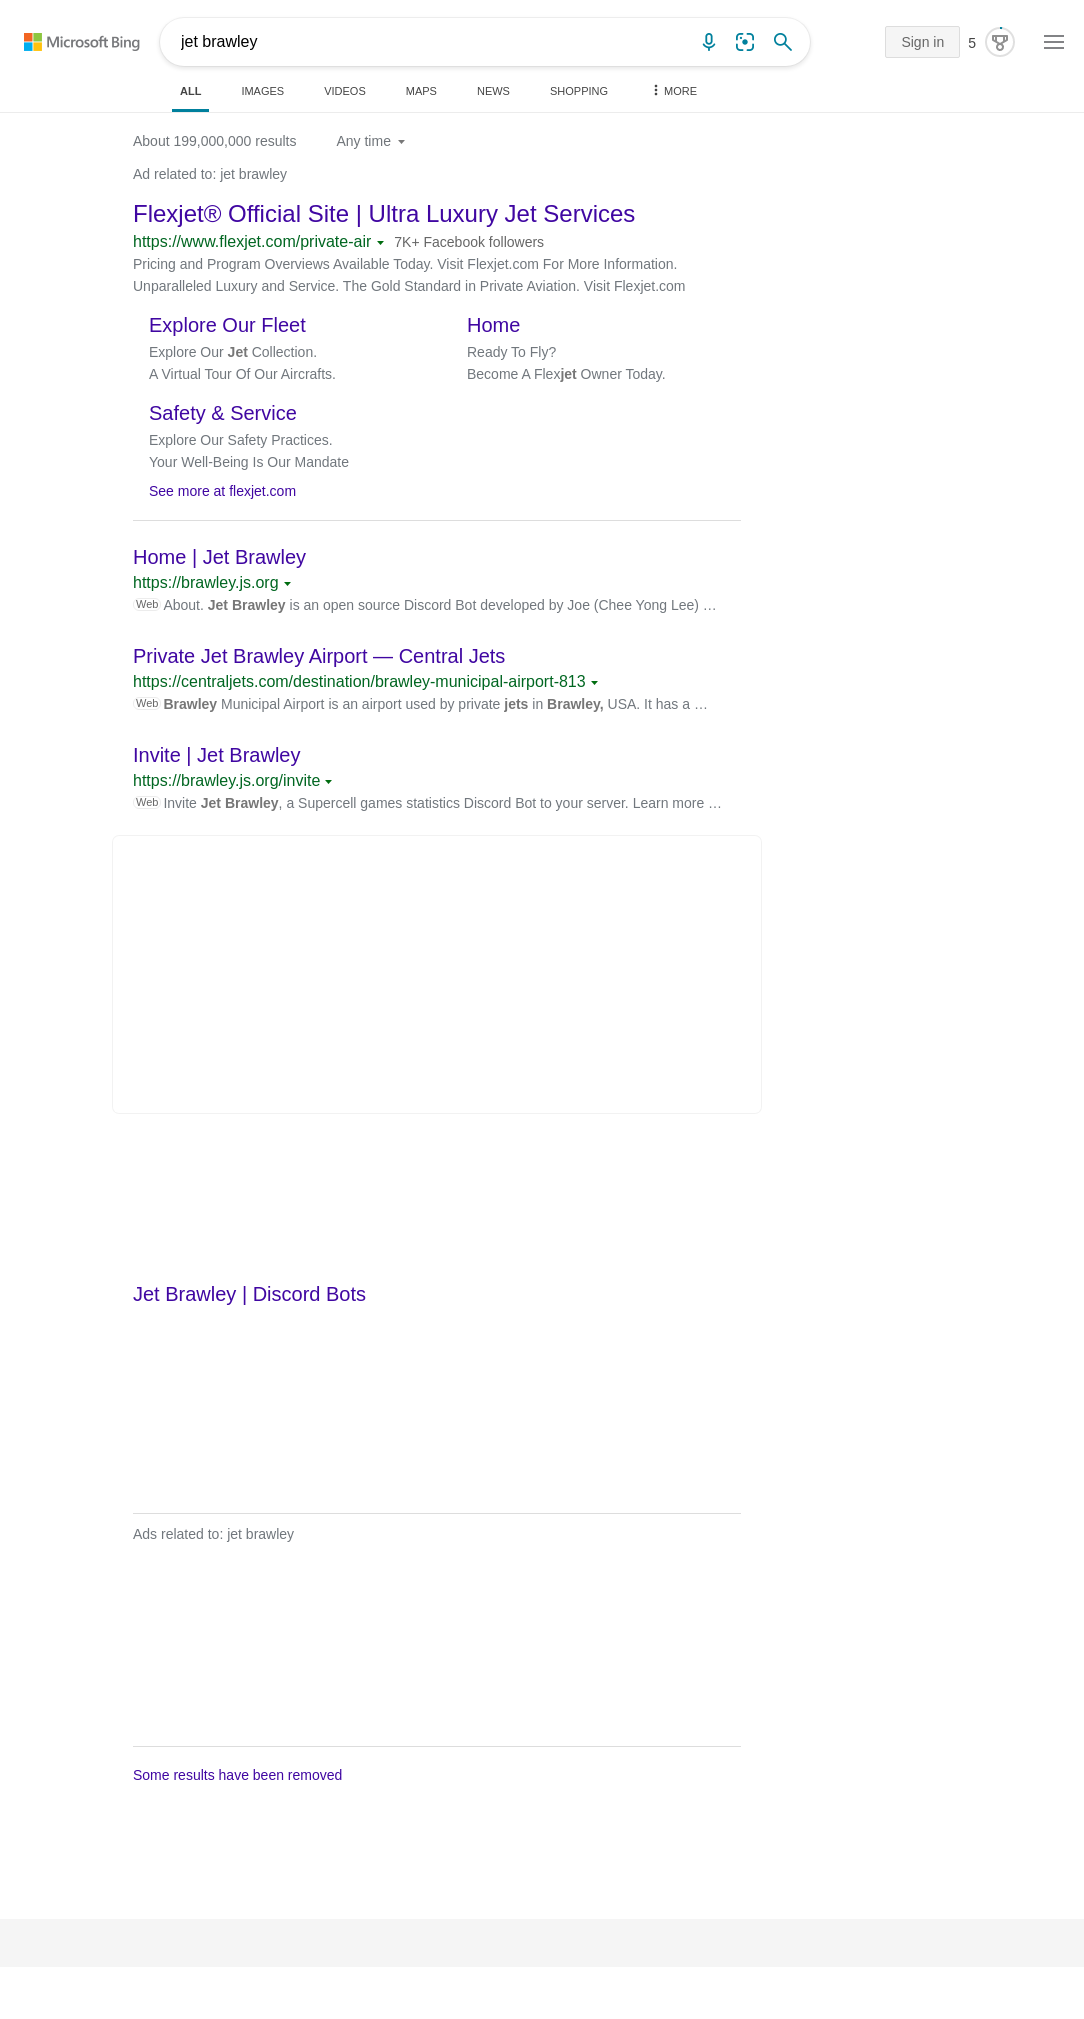 Microsoft Bing
jet brawley
Sign in
5
ALL
IMAGES
VIDEOS
MAPS
NEWS
SHOPPING
MORE
About 199,000,000 results
Any time
Ad related to: jet brawley
Flexjet® Official Site | Ultra Luxury Jet Services
https://www.flexjet.com/private-air
7K+ Facebook followers
Pricing and Program Overviews Available Today. Visit Flexjet.com For More Information.
Unparalleled Luxury and Service. The Gold Standard in Private Aviation. Visit Flexjet.com
Explore Our Fleet
Explore Our Jet Collection.
A Virtual Tour Of Our Aircrafts.
Home
Ready To Fly?
Become A Flexjet Owner Today.
Safety & Service
Explore Our Safety Practices.
Your Well-Being Is Our Mandate
See more at flexjet.com
Home | Jet Brawley
https://brawley.js.org
Web About. Jet Brawley is an open source Discord Bot developed by Joe (Chee Yong Lee) …
Private Jet Brawley Airport — Central Jets
https://centraljets.com/destination/brawley-municipal-airport-813
Web Brawley Municipal Airport is an airport used by private jets in Brawley, USA. It has a …
Invite | Jet Brawley
https://brawley.js.org/invite
Web Invite Jet Brawley, a Supercell games statistics Discord Bot to your server. Learn more …
Jet Brawley | Discord Bots
Ads related to: jet brawley
Some results have been removed